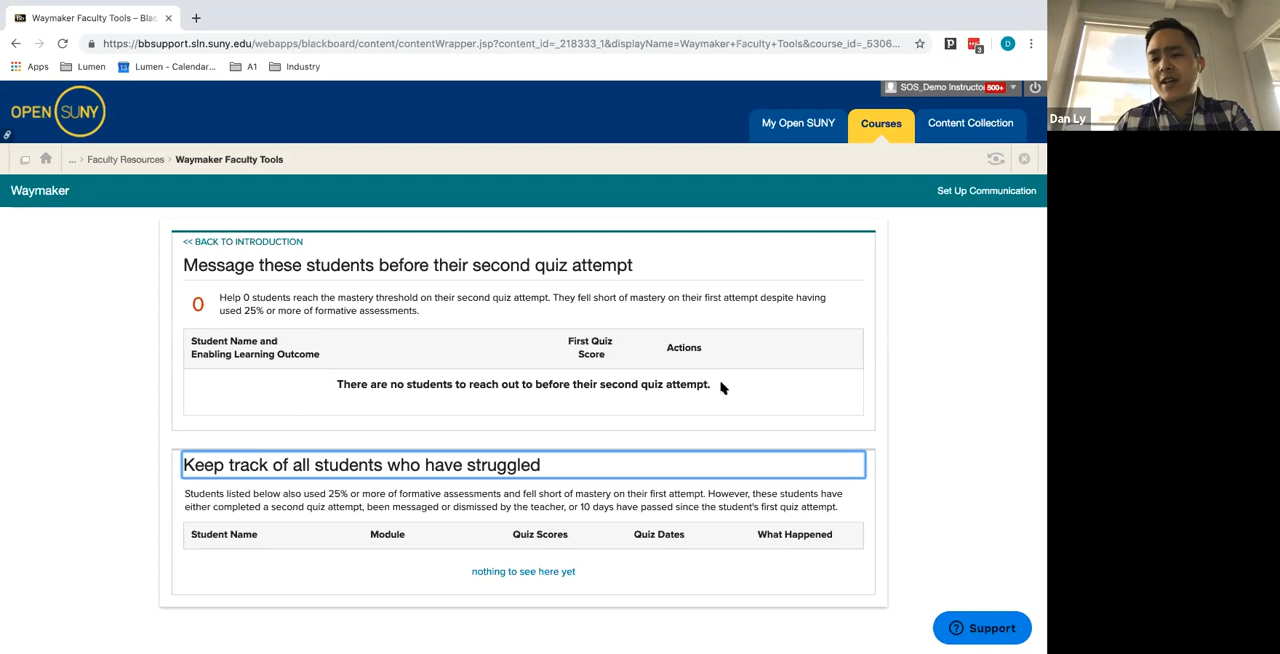 Waymaker Faculty Tools – Blac
https://bbsupport.sln.suny.edu/webapps/blackboard/content/contentWrapper.jsp?content_id=_218333_1&displayName=Waymaker+Faculty+Tools&course_id=_5306...
P
3
D
Apps
Lumen
Lumen - Calendar...
A1
Industry
OPEN SUNY
SOS_Demo Instructo
500+
My Open SUNY
Courses
Content Collection
... Faculty Resources > Waymaker Faculty Tools
Waymaker
Set Up Communication
<< BACK TO INTRODUCTION
Message these students before their second quiz attempt
0
Help 0 students reach the mastery threshold on their second quiz attempt. They fell short of mastery on their first attempt despite having
used 25% or more of formative assessments.
Student Name and
Enabling Learning Outcome
First Quiz
Score
Actions
There are no students to reach out to before their second quiz attempt.
Keep track of all students who have struggled
Students listed below also used 25% or more of formative assessments and fell short of mastery on their first attempt. However, these students have
either completed a second quiz attempt, been messaged or dismissed by the teacher, or 10 days have passed since the student's first quiz attempt.
Student Name
Module
Quiz Scores
Quiz Dates
What Happened
nothing to see here yet
Support
Dan Ly